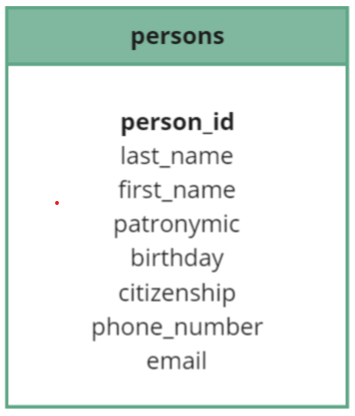 persons
person_id
last_name
first_name
patronymic
birthday
citizenship
phone_number
email